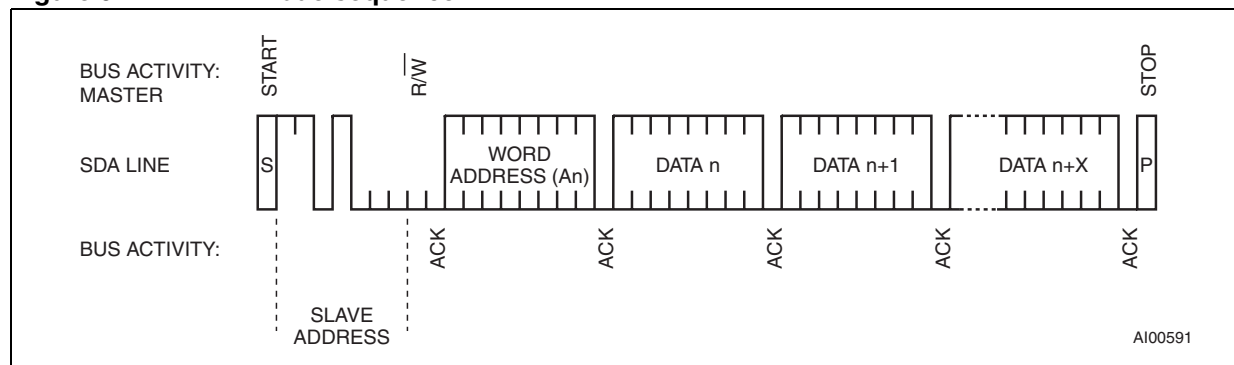 BUS ACTIVITY:
MASTER
START
R/W
STOP
SDA LINE
S
WORD
ADDRESS (An)
DATA n
DATA n+1
DATA n+X
P
BUS ACTIVITY:
ACK
ACK
ACK
ACK
ACK
SLAVE
ADDRESS
AI00591